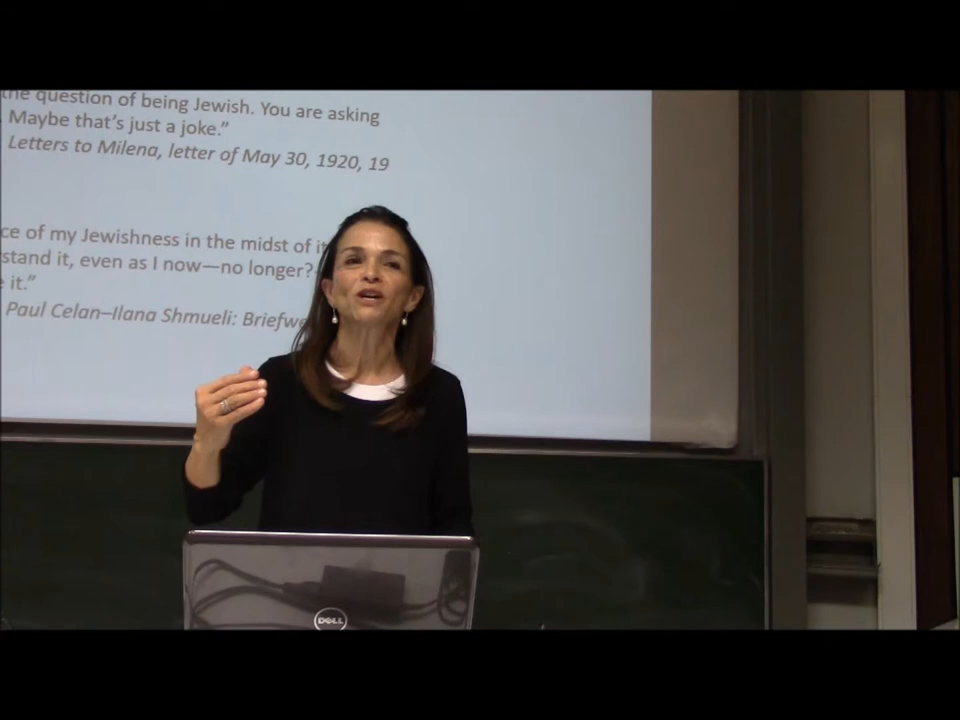 the question of being Jewish. You are asking
Maybe that's just a joke.”
Letters to Milena, letter of May 30, 1920, 19
ce of my Jewishness in the midst of it
stand it, even as I now—no longer?
e it.”
Paul Celan–Ilana Shmueli: Briefwe
DELL